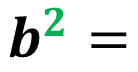 b² =